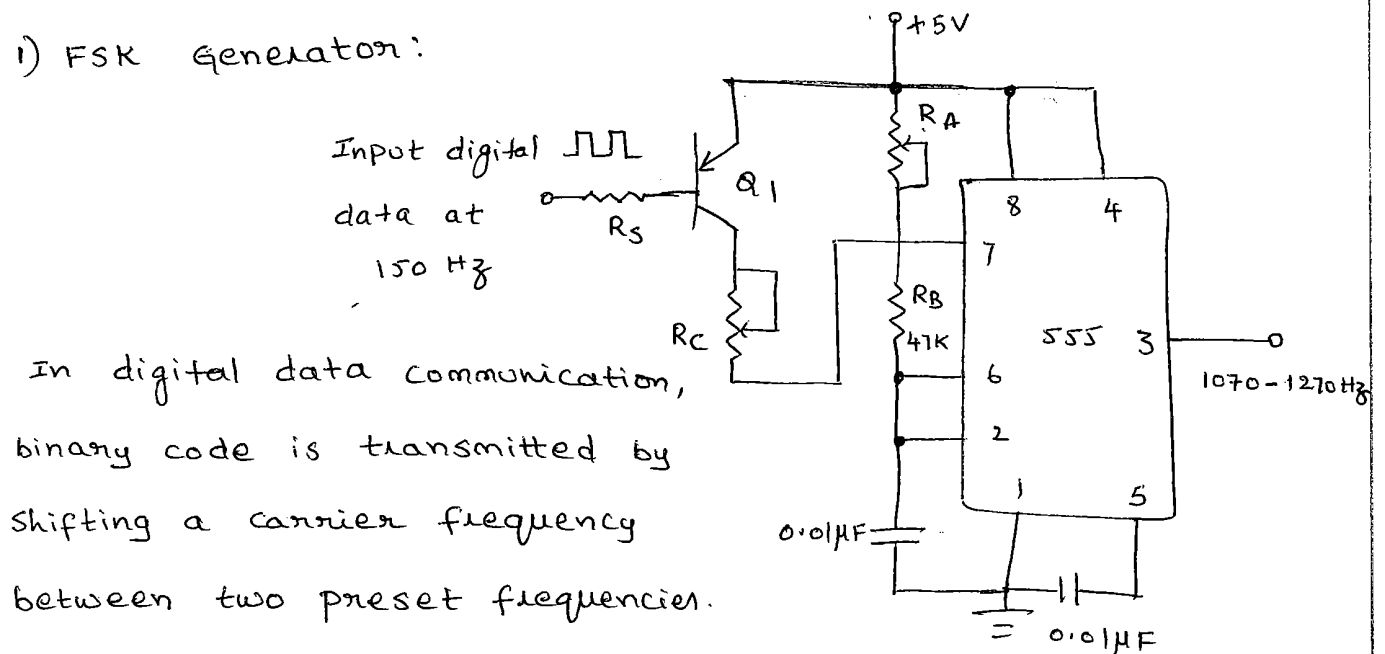 1) FSK Generator:
+5V
Input digital
data at
150 Hz
RS
Q1
RA
RC
RB
47K
8 4
7
555 3
6
2
1 5
1070-1270Hz
0.01µF
0.01µF
In digital data communication,
binary code is transmitted by
shifting a carrier frequency
between two preset frequencies.